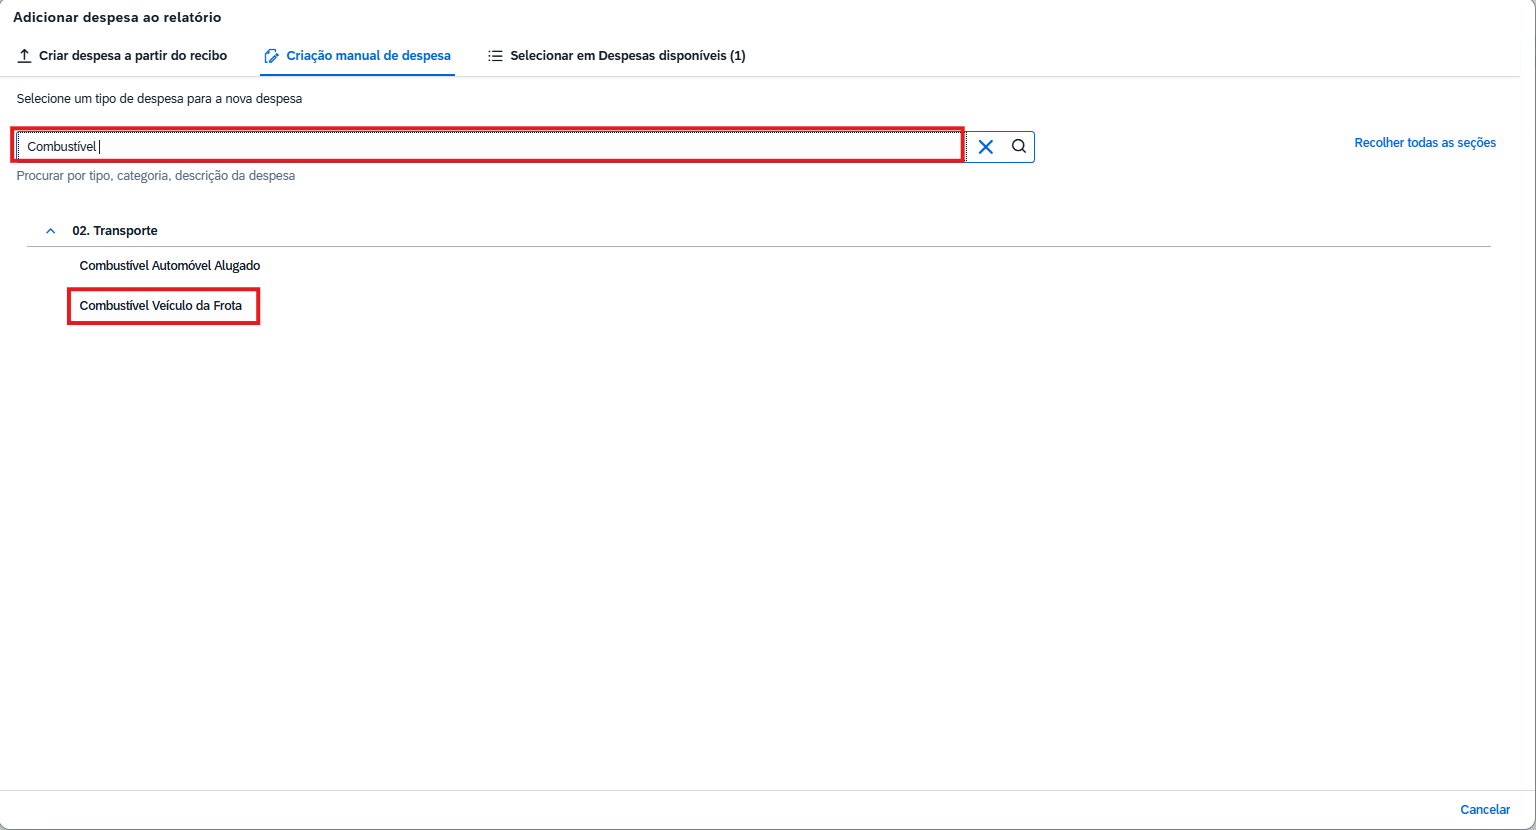 Adicionar despesa ao relatório
Criar despesa a partir do recibo
Criação manual de despesa
Selecionar em Despesas disponíveis (1)
Selecione um tipo de despesa para a nova despesa
Combustível
Recolher todas as seções
Procurar por tipo, categoria, descrição da despesa
02. Transporte
Combustível Automóvel Alugado
Combustível Veículo da Frota
Cancelar